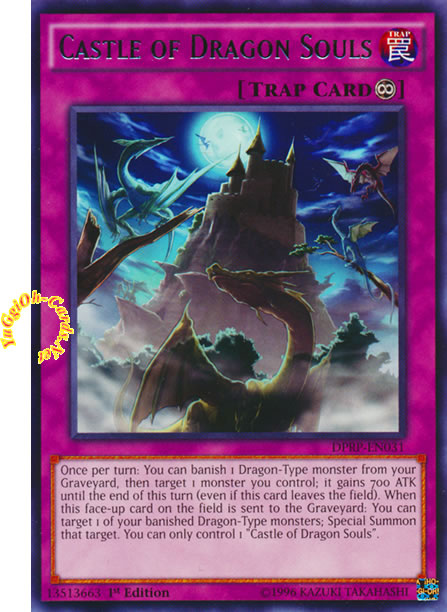 CASTLE OF DRAGON SOULS
TRAP
罠
[TRAP CARD ]
YuGgiOh-Cards.Net
DPRP-EN031
Once per turn: You can banish 1 Dragon-Type monster from your
Graveyard, then target 1 monster you control; it gains 700 ATK
until the end of this turn (even if this card leaves the field). When
this face-up card on the field is sent to the Graveyard: You can
target 1 of your banished Dragon-Type monsters; Special Summon
that target. You can only control 1 "Castle of Dragon Souls".
13513663 1st Edition ©1996 KAZUKI TAKAHASHI